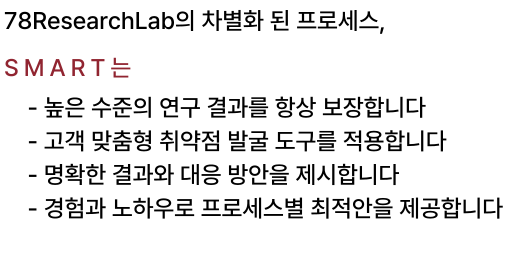 78ResearchLab의 차별화 된 프로세스,
SMART는
- 높은 수준의 연구 결과를 항상 보장합니다
- 고객 맞춤형 취약점 발굴 도구를 적용합니다
- 명확한 결과와 대응 방안을 제시합니다
- 경험과 노하우로 프로세스별 최적안을 제공합니다